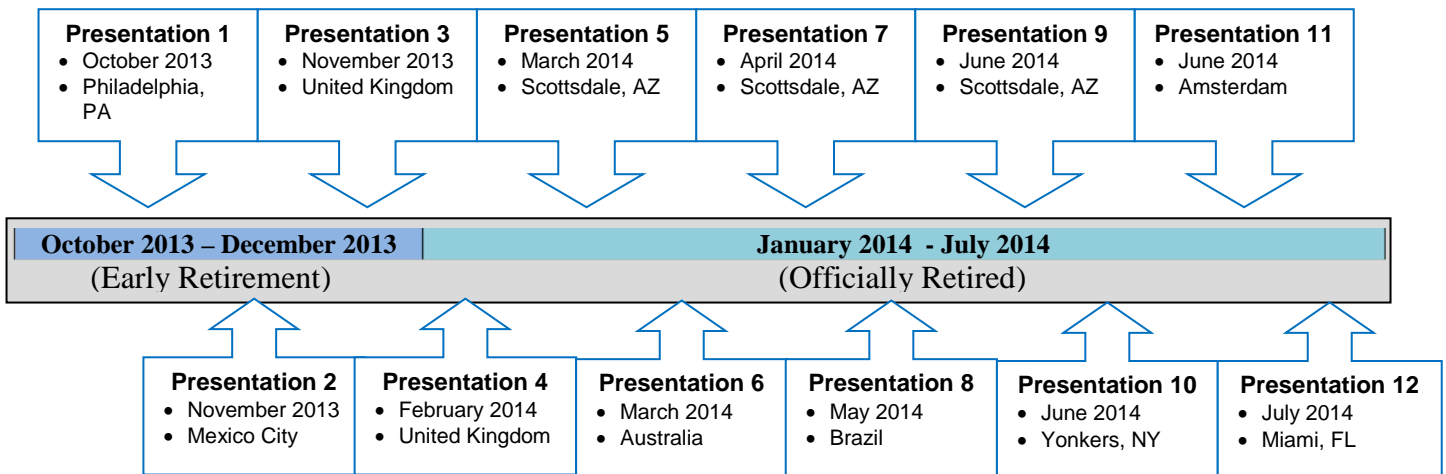 Presentation 1
• October 2013
• Philadelphia,
PA
Presentation 3
• November 2013
• United Kingdom
Presentation 5
• March 2014
• Scottsdale, AZ
Presentation 7
• April 2014
• Scottsdale, AZ
Presentation 9
• June 2014
• Scottsdale, AZ
Presentation 11
• June 2014
• Amsterdam
October 2013 – December 2013
(Early Retirement)
January 2014 - July 2014
(Officially Retired)
Presentation 2
• November 2013
• Mexico City
Presentation 4
• February 2014
• United Kingdom
Presentation 6
• March 2014
• Australia
Presentation 8
• May 2014
• Brazil
Presentation 10
• June 2014
• Yonkers, NY
Presentation 12
• July 2014
• Miami, FL